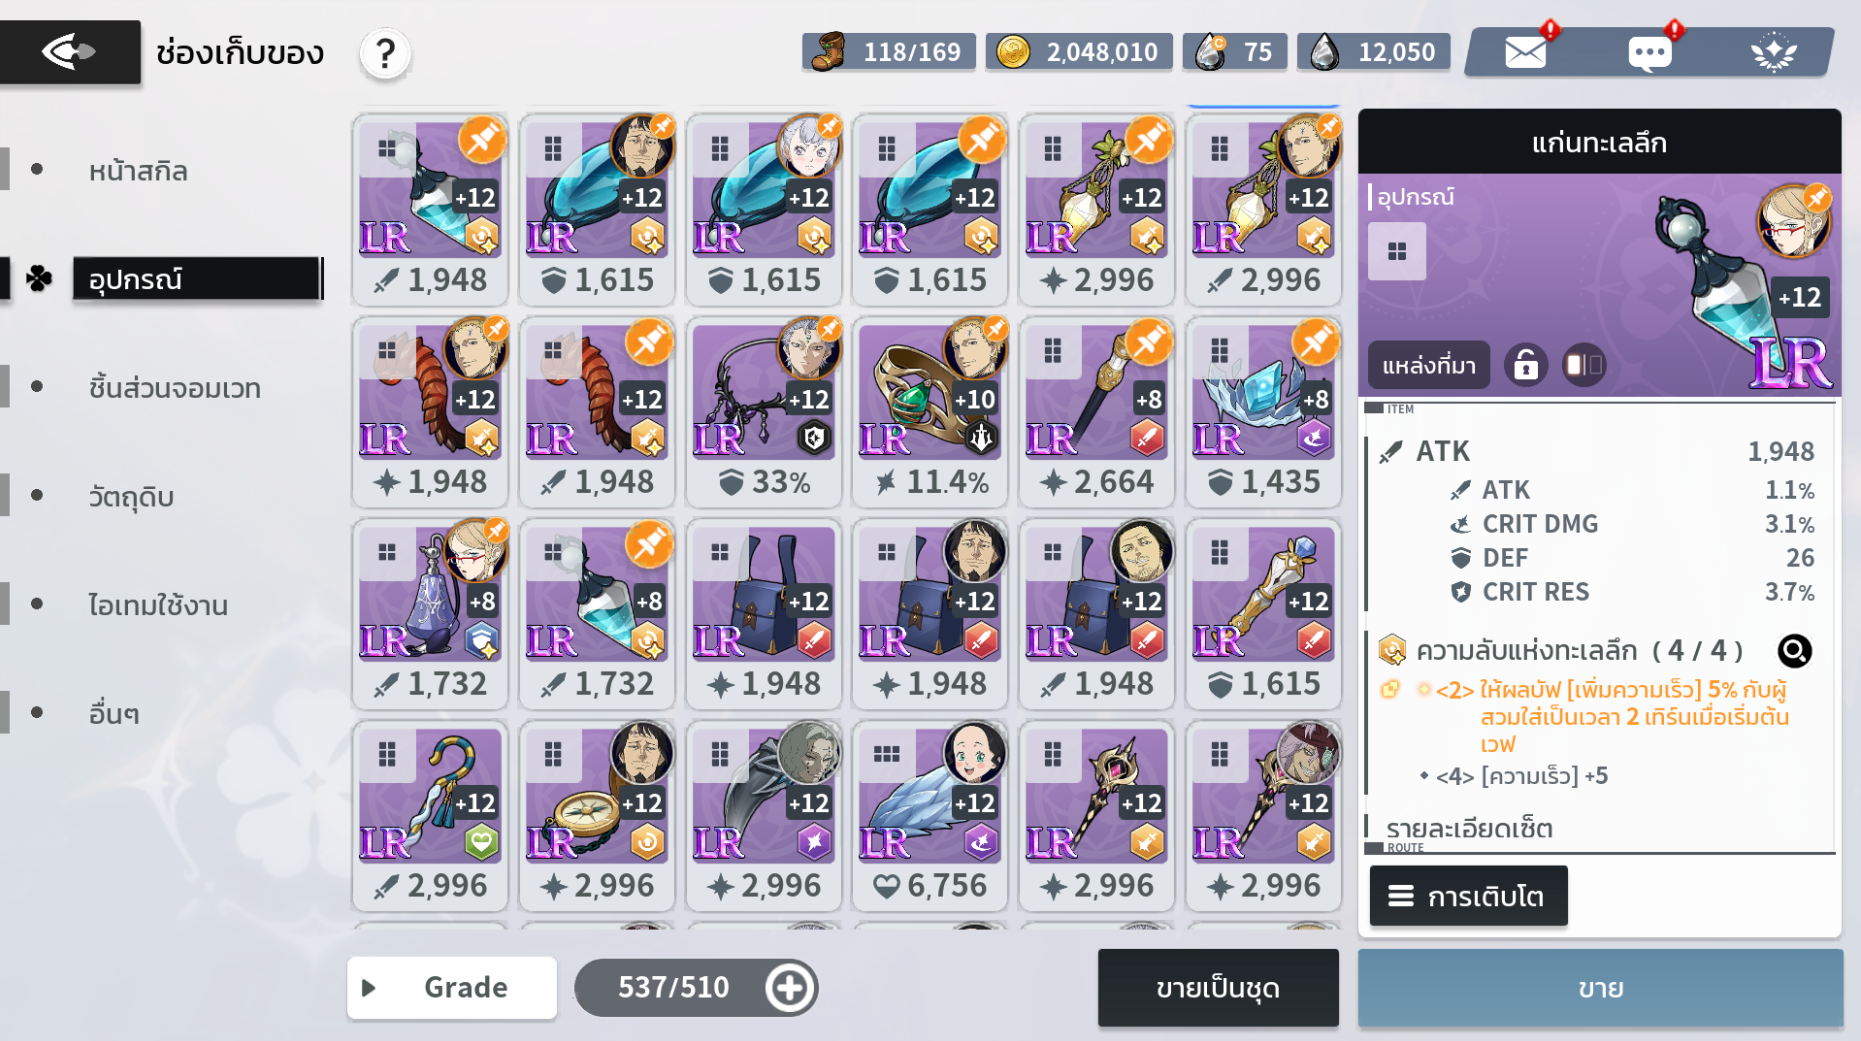 ช่องเก็บของ
?
118/169
2,048,010
75
12,050
หน้าสกิล
อุปกรณ์
ชิ้นส่วนจอมเวท
วัตถุดิบ
ไอเทมใช้งาน
อื่นๆ
+12 LR 1,948
+12 LR 1,615
+12 LR 1,615
+12 LR 1,615
+12 LR 2,996
+12 LR 2,996
+12 LR 1,948
+12 LR 1,948
+12 LR 33%
+10 LR 11.4%
+8 LR 2,664
+8 LR 1,435
+8 LR 1,732
+8 LR 1,732
+12 LR 1,948
+12 LR 1,948
+12 LR 1,948
+12 LR 1,615
+12 LR 2,996
+12 LR 2,996
+12 LR 2,996
+12 LR 6,756
+12 LR 2,996
+12 LR 2,996
Grade
537/510
ขายเป็นชุด
แก่นทะเลลึก
อุปกรณ์
+12
LR
แหล่งที่มา
ITEM
ATK 1,948
ATK 1.1%
CRIT DMG 3.1%
DEF 26
CRIT RES 3.7%
ความลับแห่งทะเลลึก ( 4 / 4 )
<2> ให้ผลบัฟ [เพิ่มความเร็ว] 5% กับผู้
สวมใส่เป็นเวลา 2 เทิร์นเมื่อเริ่มต้น
เวฟ
<4> [ความเร็ว] +5
รายละเอียดเซ็ต
ROUTE
การเติบโต
ขาย